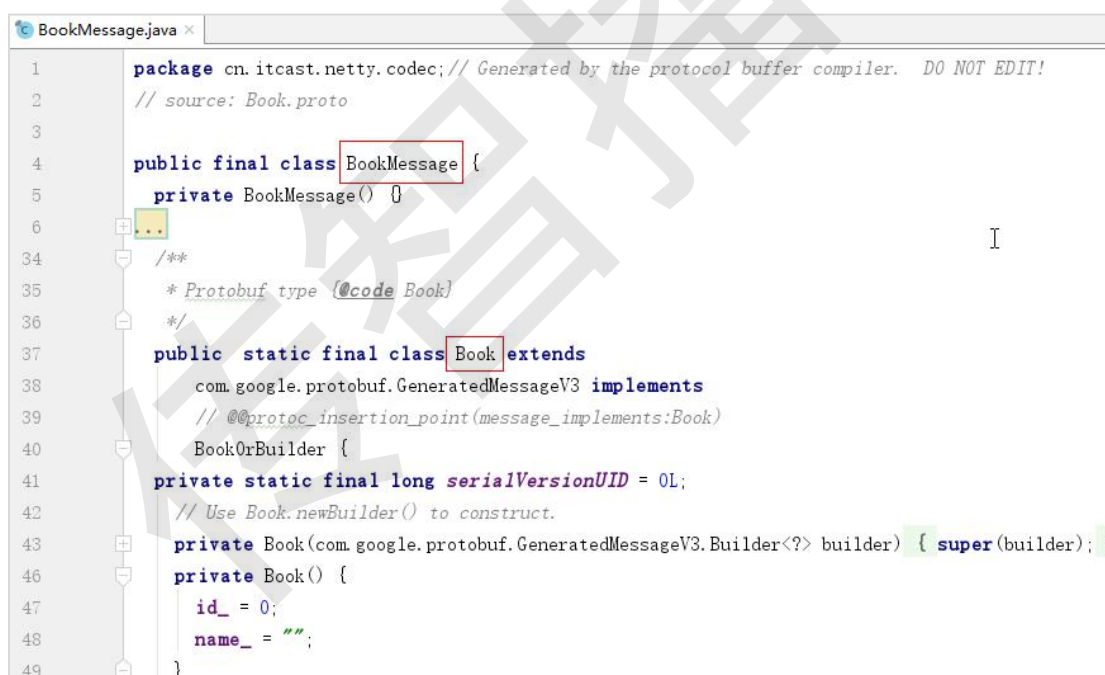 BookMessage.java
1 package cn.itcast.netty.codec;// Generated by the protocol buffer compiler.  DO NOT EDIT!
2 // source: Book.proto
3
4 public final class BookMessage {
5 private BookMessage() {}
6 ...
34 /**
35 * Protobuf type {@code Book}
36 */
37 public  static final class Book extends
38 com.google.protobuf.GeneratedMessageV3 implements
39 // @@protoc_insertion_point(message_implements:Book)
40 BookOrBuilder {
41 private static final long serialVersionUID = 0L;
42 // Use Book.newBuilder() to construct.
43 private Book(com.google.protobuf.GeneratedMessageV3.Builder<?> builder) { super(builder);
46 private Book() {
47 id_ = 0;
48 name_ = "";
49 }
传智播